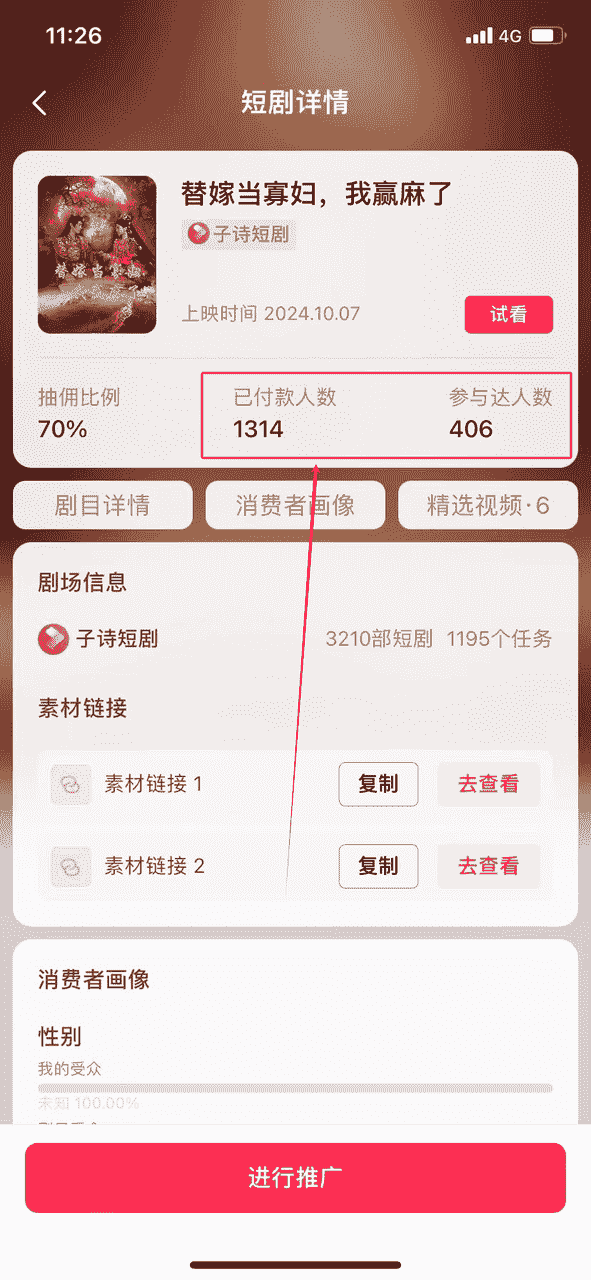 11:26
4G
短剧详情
替嫁当寡妇，我赢麻了
子诗短剧
替嫁当寡妇
上映时间 2024.10.07
试看
抽佣比例
已付款人数
参与达人数
70%
1314
406
剧目详情
消费者画像
精选视频·6
剧场信息
子诗短剧
3210部短剧 1195个任务
素材链接
素材链接 1
复制
去查看
素材链接 2
复制
去查看
消费者画像
性别
我的受众
未知 100.00%
进行推广